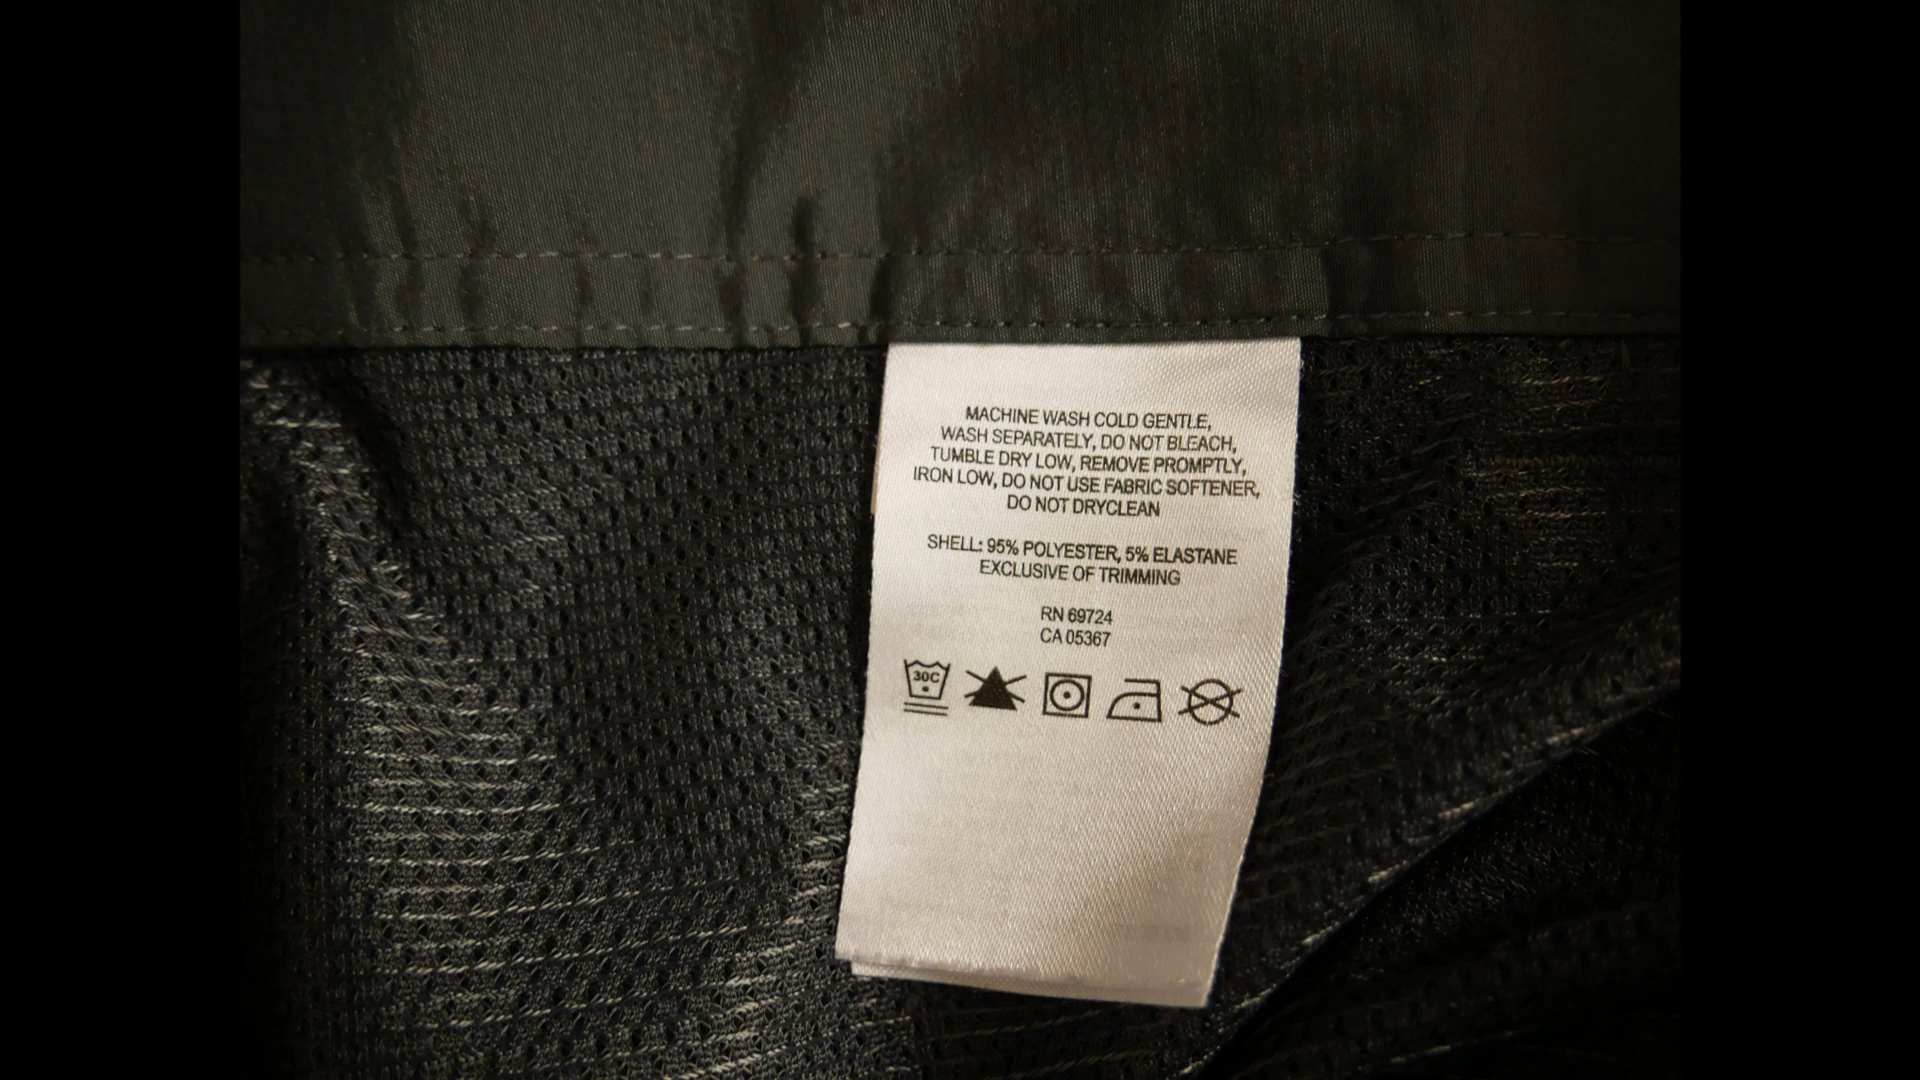 MACHINE WASH COLD GENTLE,
WASH SEPARATELY, DO NOT BLEACH,
TUMBLE DRY LOW, REMOVE PROMPTLY,
IRON LOW, DO NOT USE FABRIC SOFTENER,
DO NOT DRYCLEAN
SHELL: 95% POLYESTER, 5% ELASTANE
EXCLUSIVE OF TRIMMING
RN 69724
CA 05367
30C